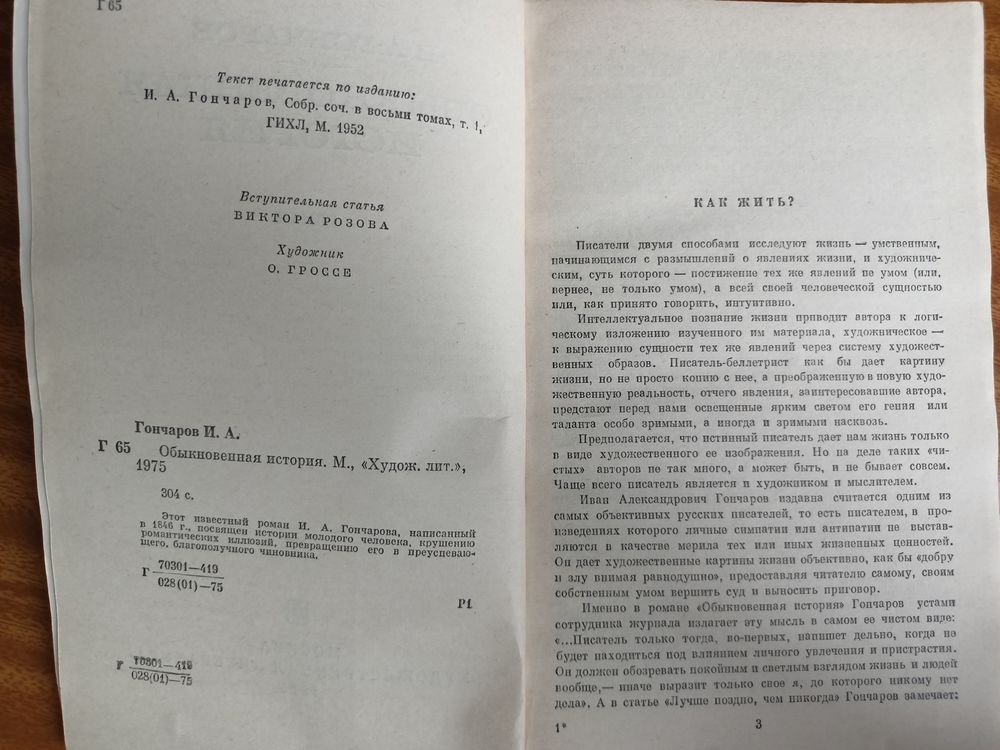 Г 65
Текст печатается по изданию:
И. А. Гончаров, Собр. соч. в восьми томах, т. 1,
ГИХЛ, М. 1952
Вступительная статья
ВИКТОРА РОЗОВА
Художник
О. ГРОССЕ
Гончаров И. А.
Г 65
Обыкновенная история. М., «Худож. лит.»,
1975
304 с.
Этот известный роман И. А. Гончарова, написанный
в 1846 г., посвящен истории молодого человека, крушению
романтических иллюзий, превращению его в преуспеваю-
щего, благополучного чиновника.
Г 70301—419
028(01)—75
Р1
Г 70301—419
028(01)—75
КАК ЖИТЬ?
Писатели двумя способами исследуют жизнь — умственным,
начинающимся с размышлений о явлениях жизни, и художниче-
ским, суть которого — постижение тех же явлений не умом (или,
вернее, не только умом), а всей своей человеческой сущностью
или, как принято говорить, интуитивно.
Интеллектуальное познание жизни приводит автора к логи-
ческому изложению изученного им материала, художническое —
к выражению сущности тех же явлений через систему художест-
венных образов. Писатель-беллетрист как бы дает картину
жизни, но не просто копию с нее, а преображенную в новую худо-
жественную реальность, отчего явления, заинтересовавшие автора,
предстают перед нами освещенные ярким светом его гения или
таланта особо зримыми, а иногда и зримыми насквозь.
Предполагается, что истинный писатель дает нам жизнь только
в виде художественного ее изображения. Но на деле таких «чи-
стых» авторов не так много, а может быть, и не бывает совсем.
Чаще всего писатель является и художником и мыслителем.
Иван Александрович Гончаров издавна считается одним из
самых объективных русских писателей, то есть писателем, в про-
изведениях которого личные симпатии или антипатии не выстав-
ляются в качестве мерила тех или иных жизненных ценностей.
Он дает художественные картины жизни объективно, как бы «добру
и злу внимая равнодушно», предоставляя читателю самому, своим
собственным умом вершить суд и выносить приговор.
Именно в романе «Обыкновенная история» Гончаров устами
сотрудника журнала излагает эту мысль в самом ее чистом виде:
«...Писатель только тогда, во-первых, напишет дельно, когда не
будет находиться под влиянием личного увлечения и пристрастия.
Он должен обозревать покойным и светлым взглядом жизнь и людей
вообще,— иначе выразит только свое я, до которого никому нет
дела». А в статье «Лучше поздно, чем никогда» Гончаров замечает:
1*
3